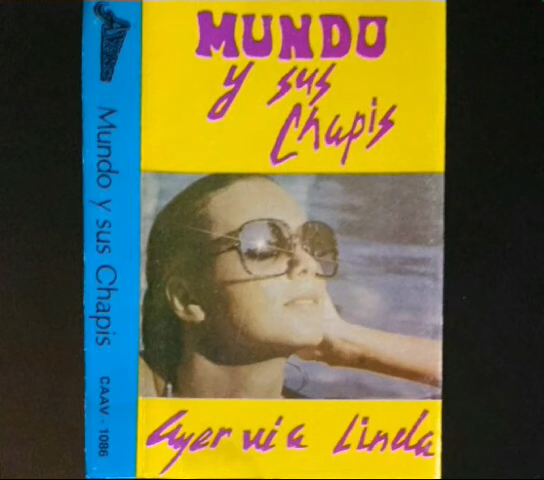 MUNDO
y sus
Chapis
Ayer vi a Linda
Mundo y sus Chapis
CAAV - 1086